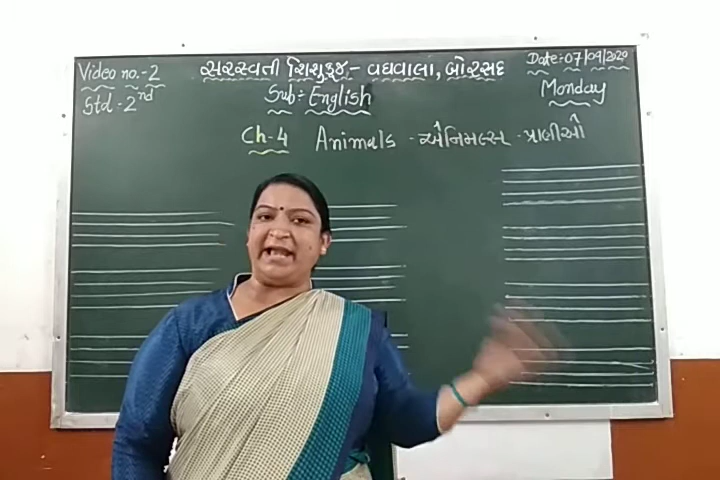 Video no.-2
સરસ્વતી શિશુકુંજ - વઘવાલા, બોરસદ
Date:-07/09/2020
Std - 2nd
Sub:- English
Monday
Ch-4 Animals - એનિમલ્સ - પ્રાણીઓ